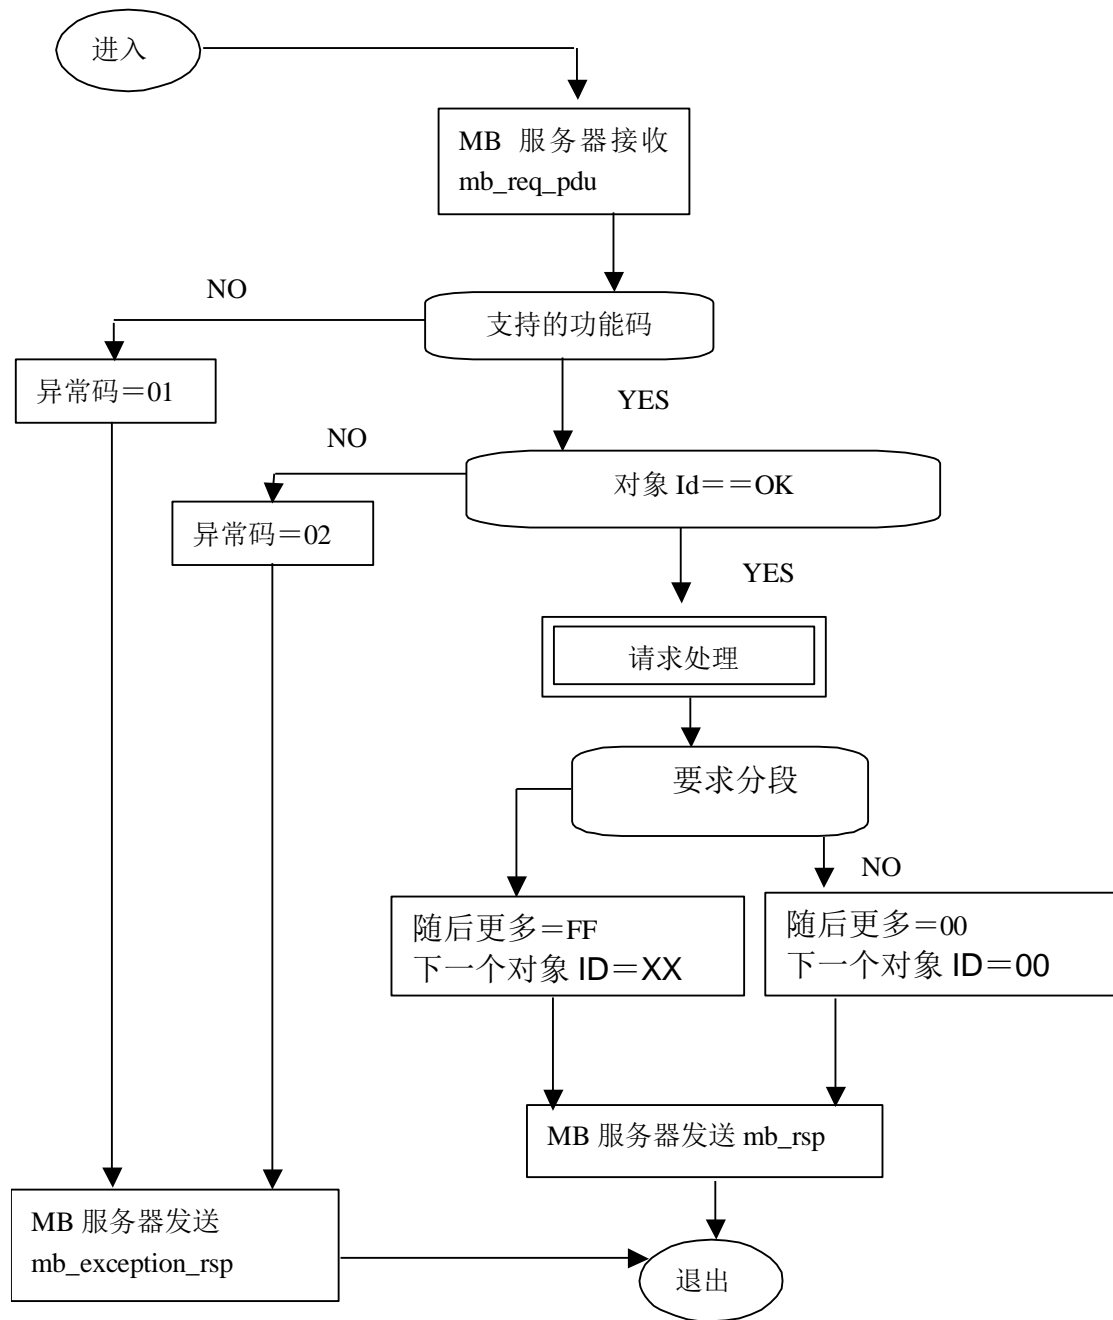 进入
MB 服务器接收
mb_req_pdu
NO
支持的功能码
异常码＝01
YES
NO
对象 Id＝＝OK
异常码＝02
YES
请求处理
要求分段
NO
随后更多＝FF
下一个对象 ID＝XX
随后更多＝00
下一个对象 ID＝00
MB 服务器发送 mb_rsp
MB 服务器发送
mb_exception_rsp
退出